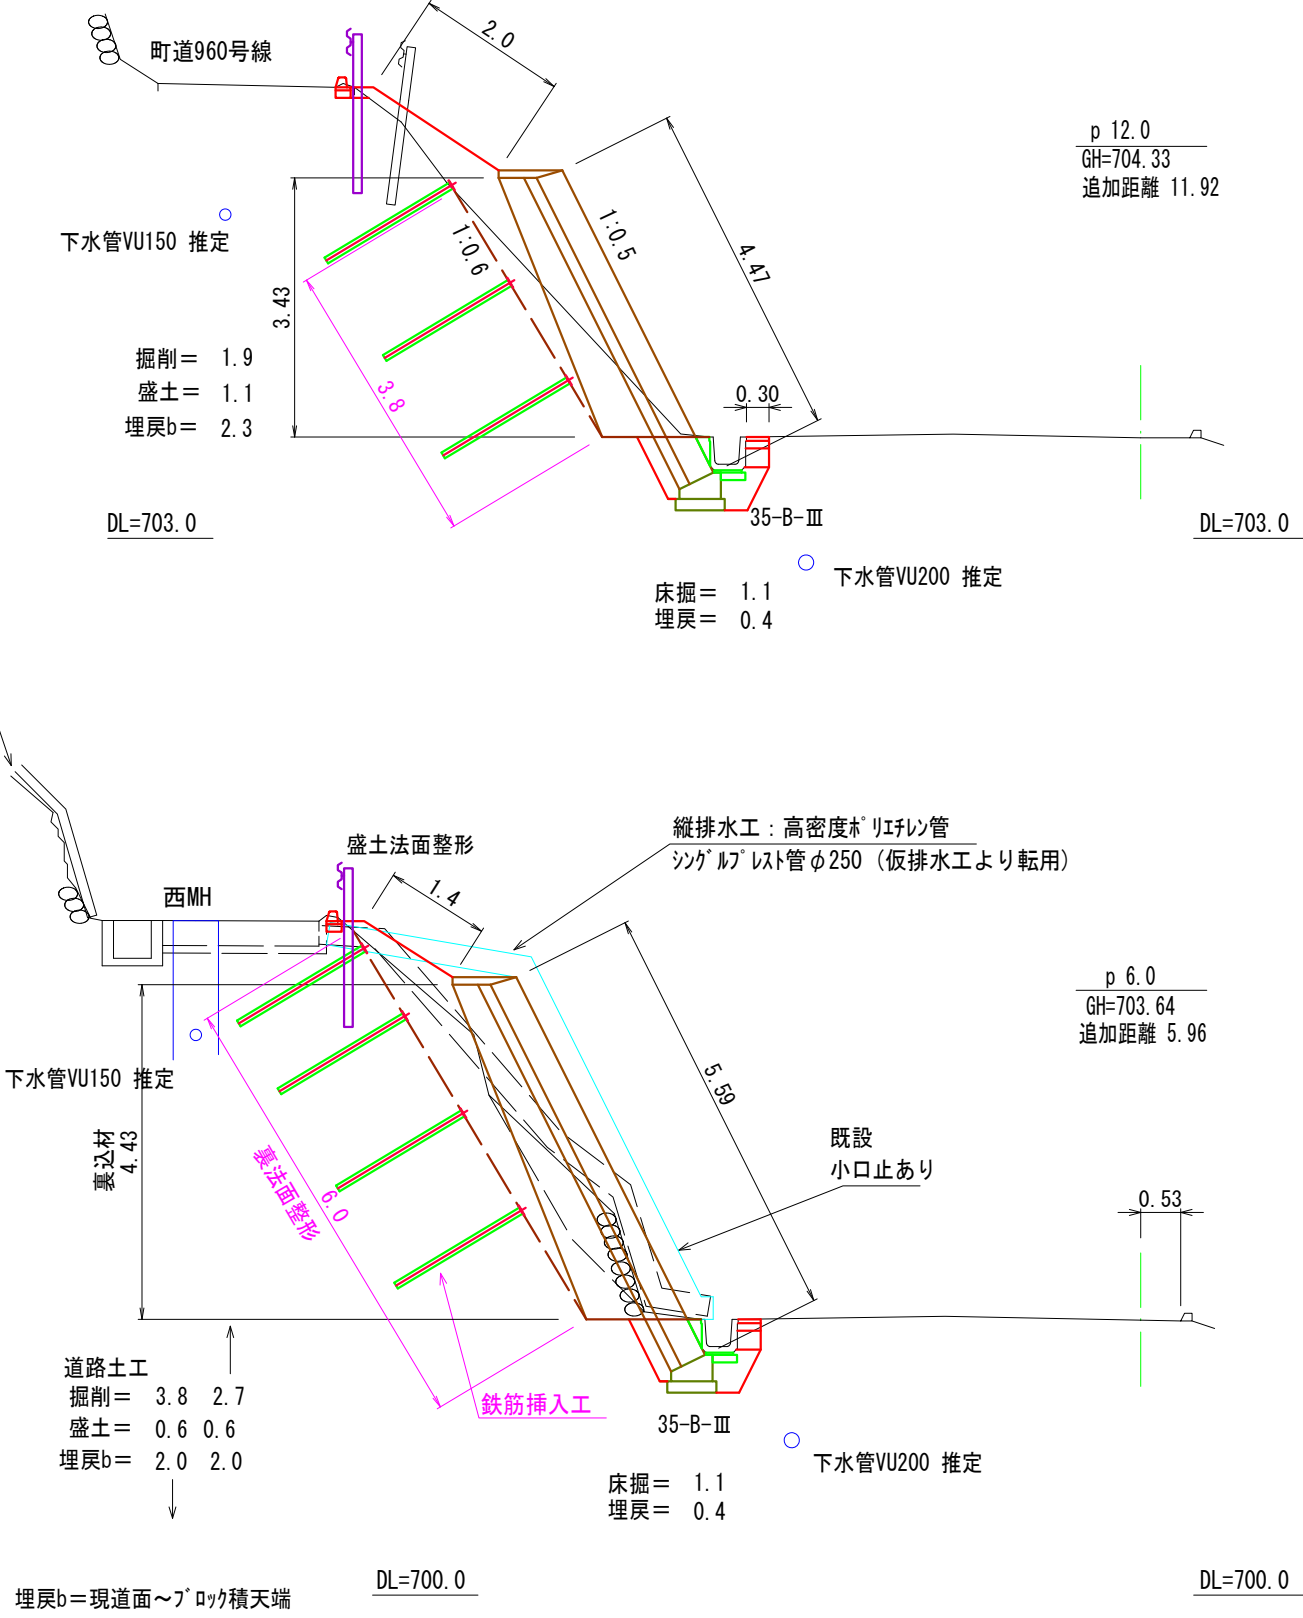 町道960号線
2.0
p 12.0
GH=704.33
追加距離 11.92
下水管VU150 推定
1:0.6
1:0.5
4.47
3.43
掘削＝ 1.9
盛土＝ 1.1
埋戻b＝ 2.3
3.8
0.30
DL=703.0
35-B-Ⅲ
DL=703.0
下水管VU200 推定
床掘＝ 1.1
埋戻＝ 0.4
縦排水工：高密度ﾎﾟﾘｴﾁﾚﾝ管
ｼﾝｸﾞﾙﾌﾟﾚｽﾄ管φ250（仮排水工より転用）
盛土法面整形
1.4
西MH
p 6.0
GH=703.64
追加距離 5.96
下水管VU150 推定
5.59
裏込材
4.43
裏法面整形
6.0
既設
小口止あり
0.53
道路土工
掘削＝ 3.8 2.7
盛土＝ 0.6 0.6
埋戻b＝ 2.0 2.0
鉄筋挿入工
35-B-Ⅲ
下水管VU200 推定
床掘＝ 1.1
埋戻＝ 0.4
埋戻b＝現道面～ﾌﾞﾛｯｸ積天端
DL=700.0
DL=700.0